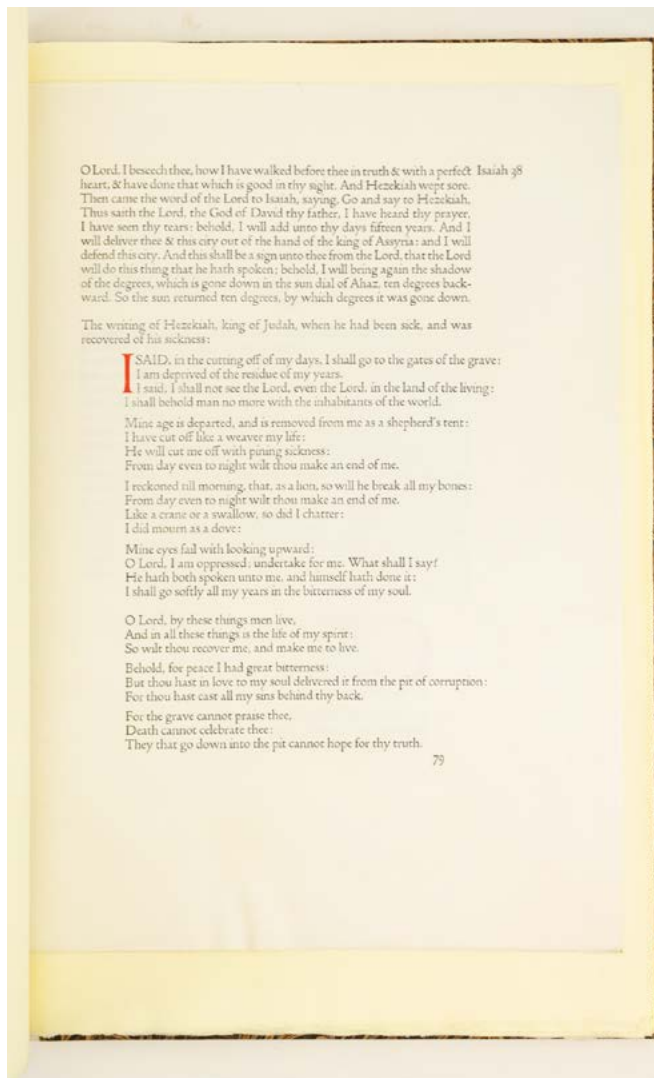 O Lord, I beseech thee, how I have walked before thee in truth & with a perfect Isaiah 38
heart, & have done that which is good in thy sight. And Hezekiah wept sore.
Then came the word of the Lord to Isaiah, saying, Go and say to Hezekiah,
Thus saith the Lord, the God of David thy father, I have heard thy prayer,
I have seen thy tears: behold, I will add unto thy days fifteen years. And I
will deliver thee & this city out of the hand of the king of Assyria: and I will
defend this city. And this shall be a sign unto thee from the Lord, that the Lord
will do this thing that he hath spoken; behold, I will bring again the shadow
of the degrees, which is gone down in the sun dial of Ahaz, ten degrees back-
ward. So the sun returned ten degrees, by which degrees it was gone down.
The writing of Hezekiah, king of Judah, when he had been sick, and was
recovered of his sickness:
I SAID, in the cutting off of my days, I shall go to the gates of the grave:
I am deprived of the residue of my years.
I said, I shall not see the Lord, even the Lord, in the land of the living:
I shall behold man no more with the inhabitants of the world.
Mine age is departed, and is removed from me as a shepherd's tent:
I have cut off like a weaver my life:
He will cut me off with pining sickness:
From day even to night wilt thou make an end of me.
I reckoned till morning, that, as a lion, so will he break all my bones:
From day even to night wilt thou make an end of me.
Like a crane or a swallow, so did I chatter:
I did mourn as a dove:
Mine eyes fail with looking upward:
O Lord, I am oppressed; undertake for me. What shall I say?
He hath both spoken unto me, and himself hath done it:
I shall go softly all my years in the bitterness of my soul.
O Lord, by these things men live,
And in all these things is the life of my spirit:
So wilt thou recover me, and make me to live.
Behold, for peace I had great bitterness:
But thou hast in love to my soul delivered it from the pit of corruption:
For thou hast cast all my sins behind thy back.
For the grave cannot praise thee,
Death cannot celebrate thee:
They that go down into the pit cannot hope for thy truth.
79